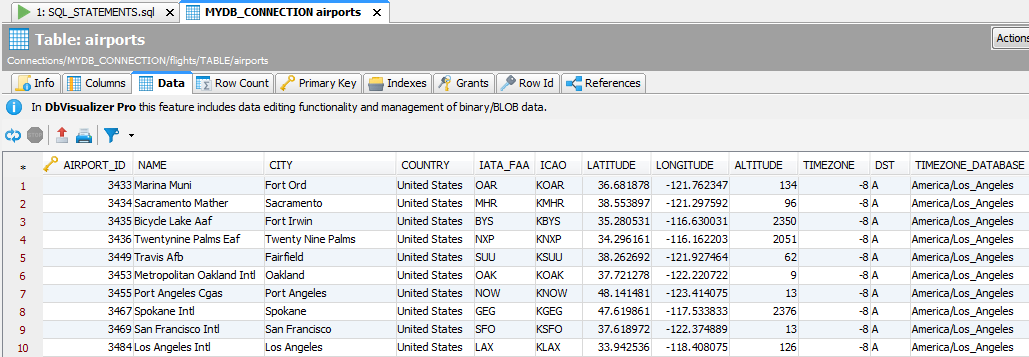 1: SQL_STATEMENTS.sql MYDB_CONNECTION airports
Table: airports
Actions
Connections/MYDB_CONNECTION/flights/TABLE/airports
Info Columns Data Row Count Primary Key Indexes Grants Row Id References
In DbVisualizer Pro this feature includes data editing functionality and management of binary/BLOB data.
STOP
* AIRPORT_ID NAME CITY COUNTRY IATA_FAA ICAO LATITUDE LONGITUDE ALTITUDE TIMEZONE DST TIMEZONE_DATABASE
1 3433 Marina Muni Fort Ord United States OAR KOAR 36.681878 -121.762347 134 -8 A America/Los_Angeles
2 3434 Sacramento Mather Sacramento United States MHR KMHR 38.553897 -121.297592 96 -8 A America/Los_Angeles
3 3435 Bicycle Lake Aaf Fort Irwin United States BYS KBYS 35.280531 -116.630031 2350 -8 A America/Los_Angeles
4 3436 Twentynine Palms Eaf Twenty Nine Palms United States NXP KNXP 34.296161 -116.162203 2051 -8 A America/Los_Angeles
5 3449 Travis Afb Fairfield United States SUU KSUU 38.262692 -121.927464 62 -8 A America/Los_Angeles
6 3453 Metropolitan Oakland Intl Oakland United States OAK KOAK 37.721278 -122.220722 9 -8 A America/Los_Angeles
7 3455 Port Angeles Cgas Port Angeles United States NOW KNOW 48.141481 -123.414075 13 -8 A America/Los_Angeles
8 3467 Spokane Intl Spokane United States GEG KGEG 47.619861 -117.533833 2376 -8 A America/Los_Angeles
9 3469 San Francisco Intl San Francisco United States SFO KSFO 37.618972 -122.374889 13 -8 A America/Los_Angeles
10 3484 Los Angeles Intl Los Angeles United States LAX KLAX 33.942536 -118.408075 126 -8 A America/Los_Angeles